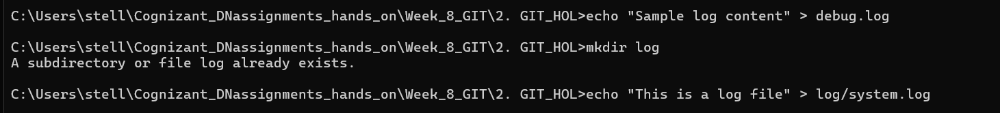 C:\Users\stell\Cognizant_DNassignments_hands_on\Week_8_GIT\2. GIT_HOL>echo "Sample log content" > debug.log
C:\Users\stell\Cognizant_DNassignments_hands_on\Week_8_GIT\2. GIT_HOL>mkdir log
A subdirectory or file log already exists.
C:\Users\stell\Cognizant_DNassignments_hands_on\Week_8_GIT\2. GIT_HOL>echo "This is a log file" > log/system.log